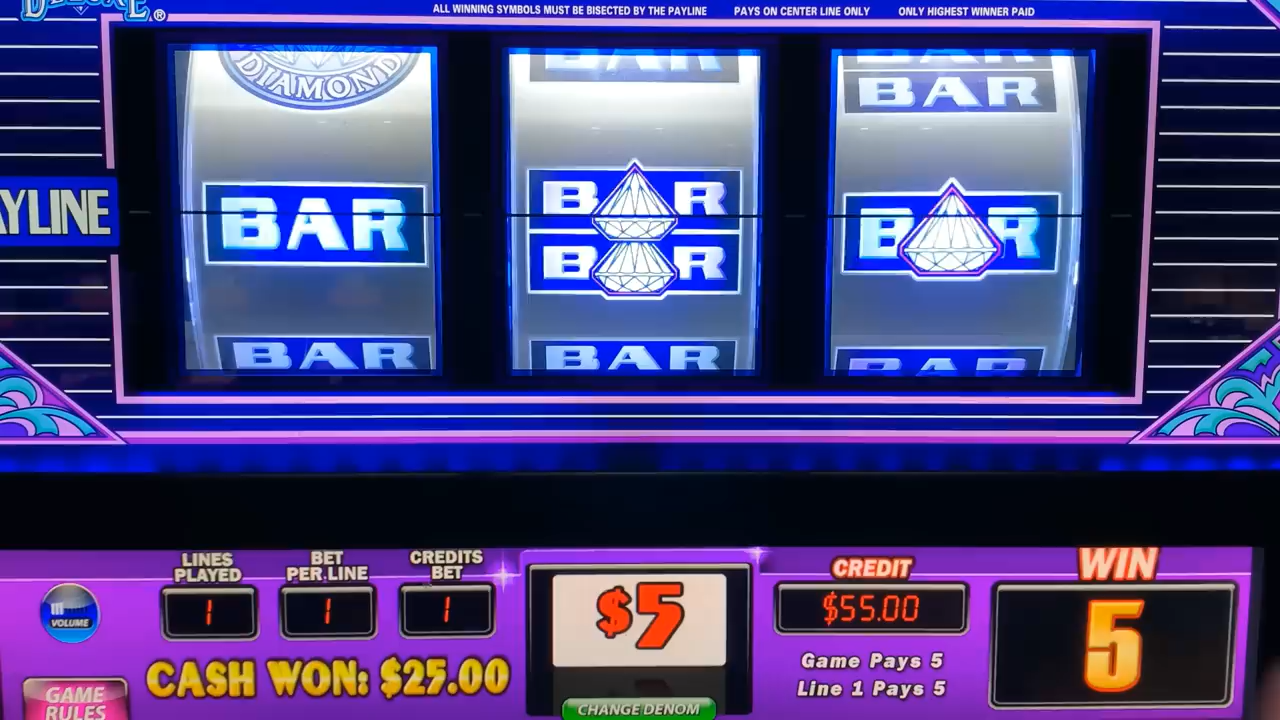 DELUXE®
ALL WINNING SYMBOLS MUST BE BISECTED BY THE PAYLINE PAYS ON CENTER LINE ONLY ONLY HIGHEST WINNER PAID
DIAMOND BAR BAR
BAR
AYLINE BAR B R B R
B R
BAR BAR BAR
LINES PLAYED BET PER LINE CREDITS BET
CREDIT WIN
VOLUME 1 1 1 $5 $55.00 5
CASH WON: $25.00
Game Pays 5
Line 1 Pays 5
GAME RULES
CHANGE DENOM